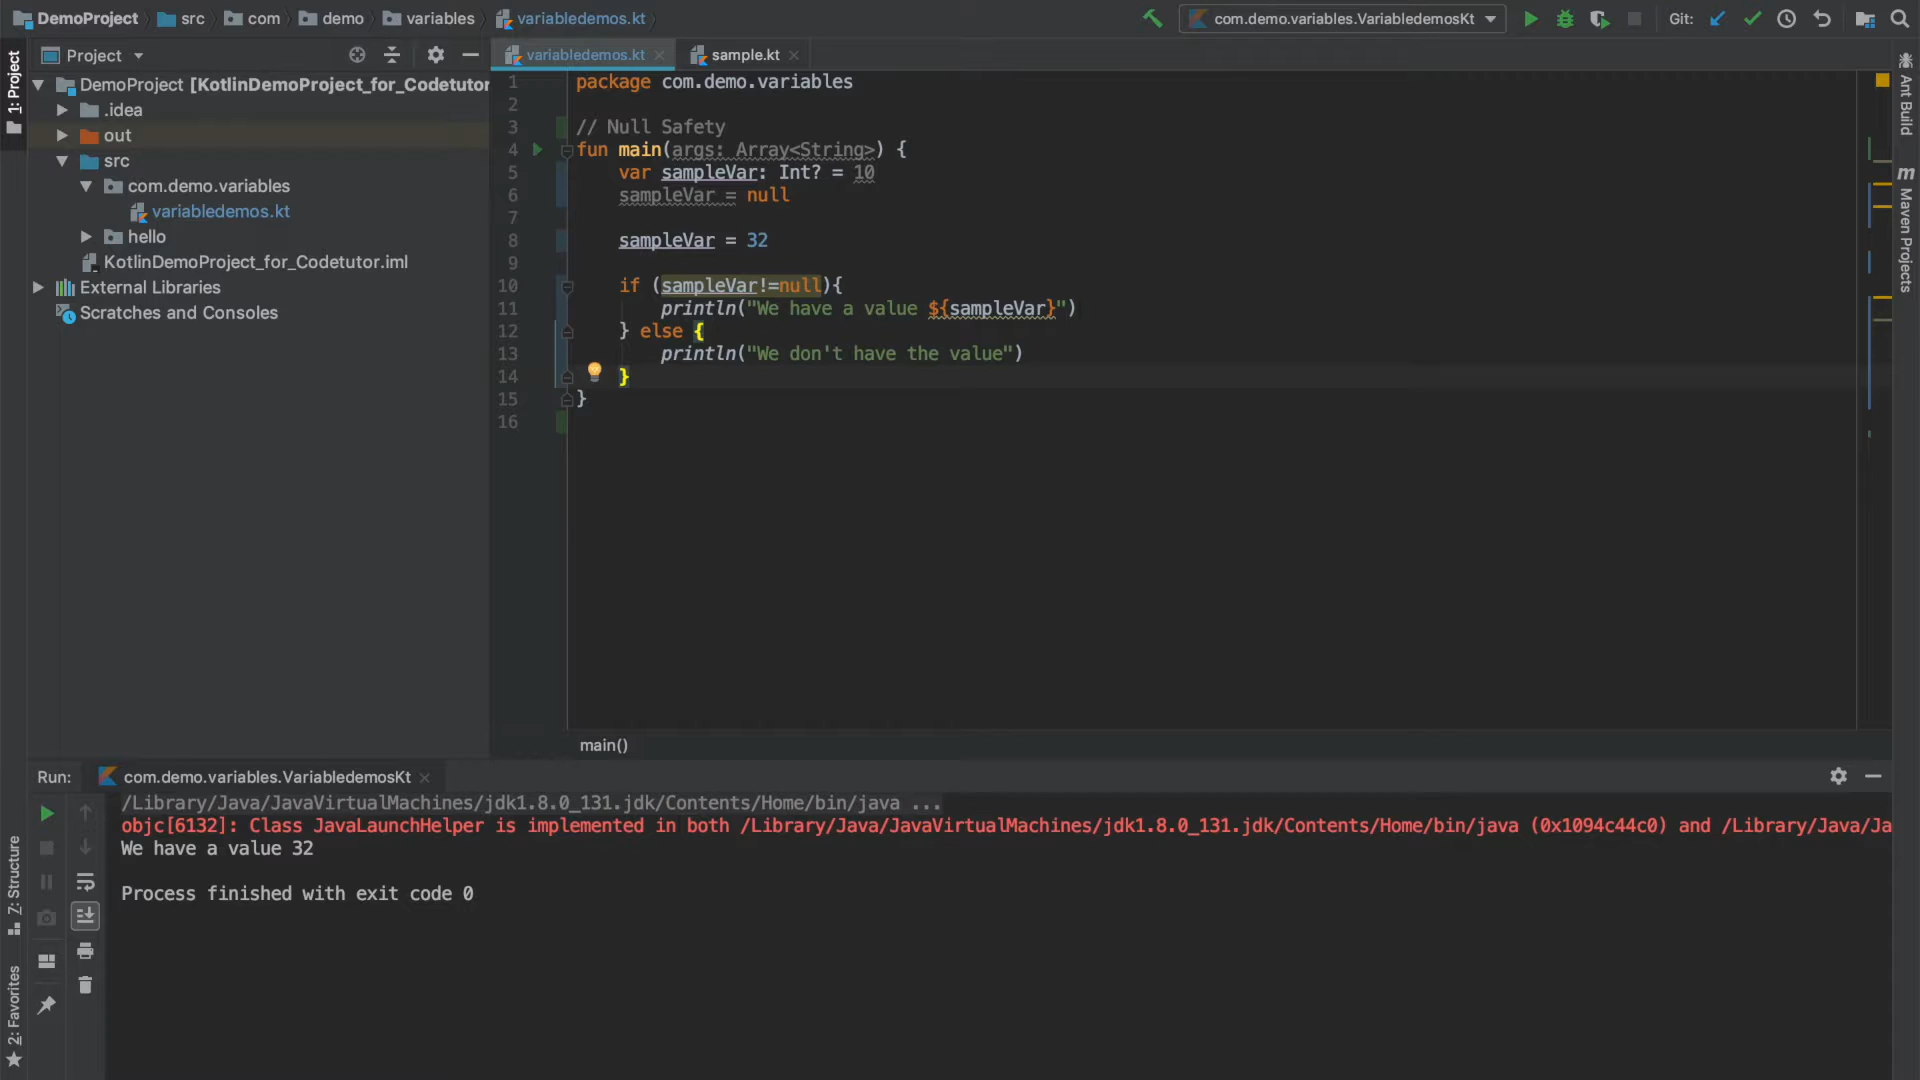 DemoProject src com demo variables variabledemos.kt com.demo.variables.VariabledemosKt Git:
Project variabledemos.kt sample.kt
1: Project
DemoProject [KotlinDemoProject_for_Codetutor
.idea
out
src
com.demo.variables
variabledemos.kt
hello
KotlinDemoProject_for_Codetutor.iml
External Libraries
Scratches and Consoles
1 package com.demo.variables
2
3 // Null Safety
4 fun main(args: Array<String>) {
5 var sampleVar: Int? = 10
6 sampleVar = null
7
8 sampleVar = 32
9
10 if (sampleVar!=null){
11 println("We have a value ${sampleVar}")
12 } else {
13 println("We don't have the value")
14 }
15 }
16
main()
Ant Build
m Maven Projects
Run: com.demo.variables.VariabledemosKt
/Library/Java/JavaVirtualMachines/jdk1.8.0_131.jdk/Contents/Home/bin/java ...
objc[6132]: Class JavaLaunchHelper is implemented in both /Library/Java/JavaVirtualMachines/jdk1.8.0_131.jdk/Contents/Home/bin/java (0x1094c44c0) and /Library/Java/Ja
We have a value 32
Process finished with exit code 0
Z: Structure
2: Favorites